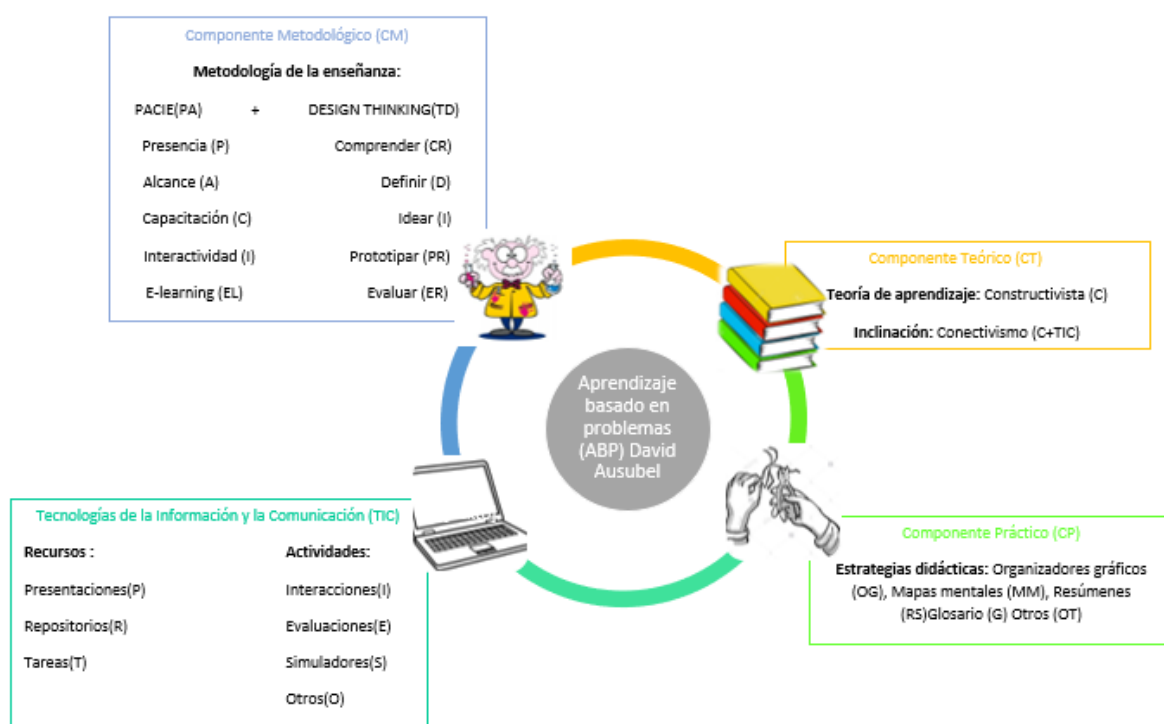 Componente Metodológico (CM)
Metodología de la enseñanza:
PACIE(PA) + DESIGN THINKING(TD)
Presencia (P) Comprender (CR)
Alcance (A) Definir (D)
Capacitación (C) Idear (I)
Interactividad (I) Prototipar (PR)
E-learning (EL) Evaluar (ER)
Componente Teórico (CT)
Teoría de aprendizaje: Constructivista (C)
Inclinación: Conectivismo (C+TIC)
Aprendizaje
basado en
problemas
(ABP) David
Ausubel
Tecnologías de la Información y la Comunicación (TIC)
Recursos : Actividades:
Presentaciones(P) Interacciones(I)
Repositorios(R) Evaluaciones(E)
Tareas(T) Simuladores(S)
Otros(O)
Componente Práctico (CP)
Estrategias didácticas: Organizadores gráficos
(OG), Mapas mentales (MM), Resúmenes
(RS)Glosario (G) Otros (OT)